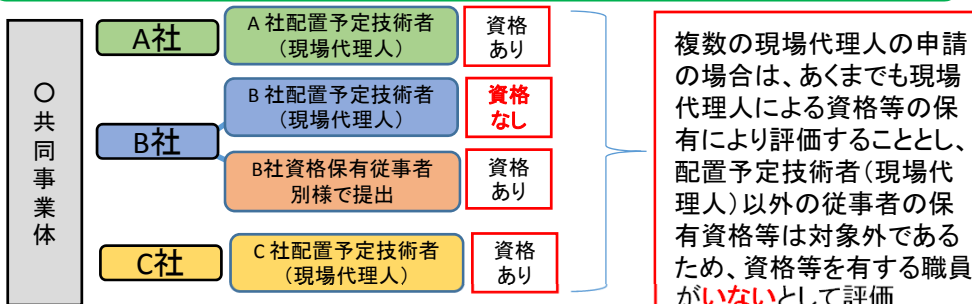 〇共同事業体
A社
A社配置予定技術者
(現場代理人)
資格
あり
B社
B社配置予定技術者
(現場代理人)
資格
なし
B社資格保有従事者
別様で提出
資格
あり
C社
C社配置予定技術者
(現場代理人)
資格
あり
複数の現場代理人の申請
の場合は、あくまでも現場
代理人による資格等の保
有により評価することとし、
配置予定技術者(現場代
理人)以外の従事者の保
有資格等は対象外である
ため、資格等を有する職員
がいないとして評価